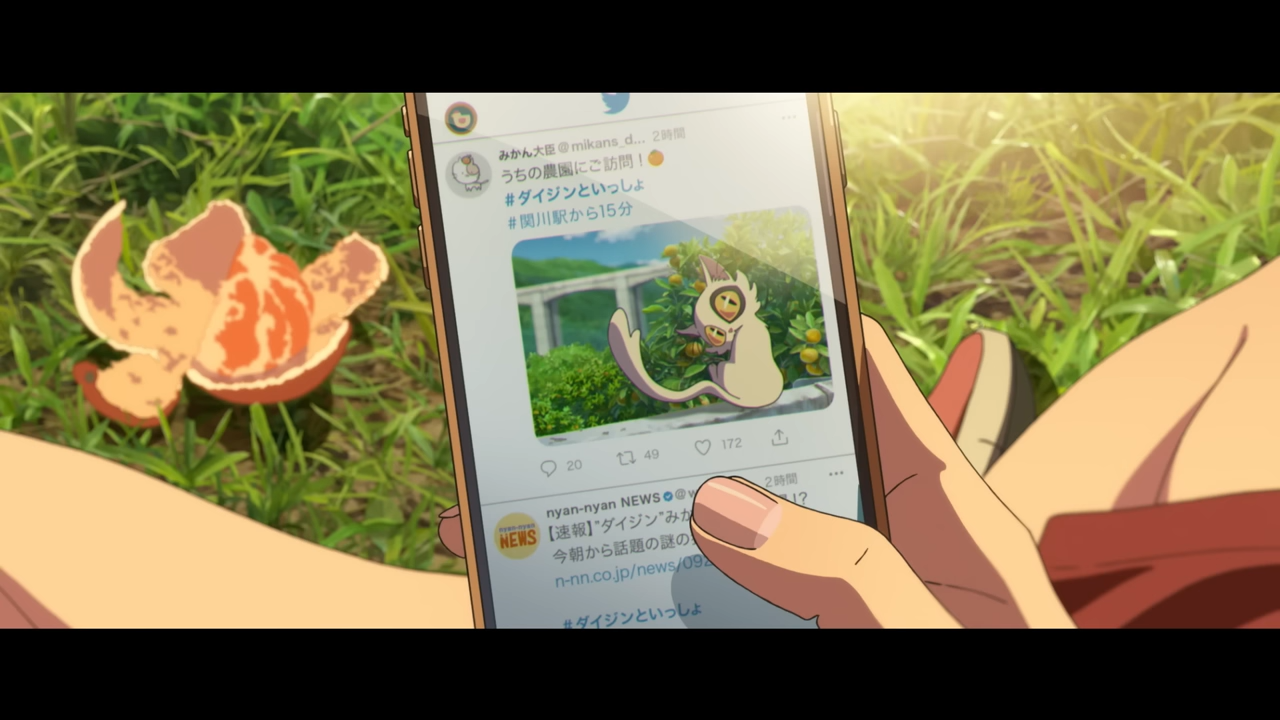 みかん大臣 @mikans_d... 2時間
うちの農園にご訪問！
#ダイジンといっしょ
#関川駅から15分
20 49 172
nyan-nyan NEWS @w 2時間
nyan-nyan
NEWS
【速報】"ダイジン"みか !?
今朝から話題の謎の
n-nn.co.jp/news/092
#ダイジンといっしょ